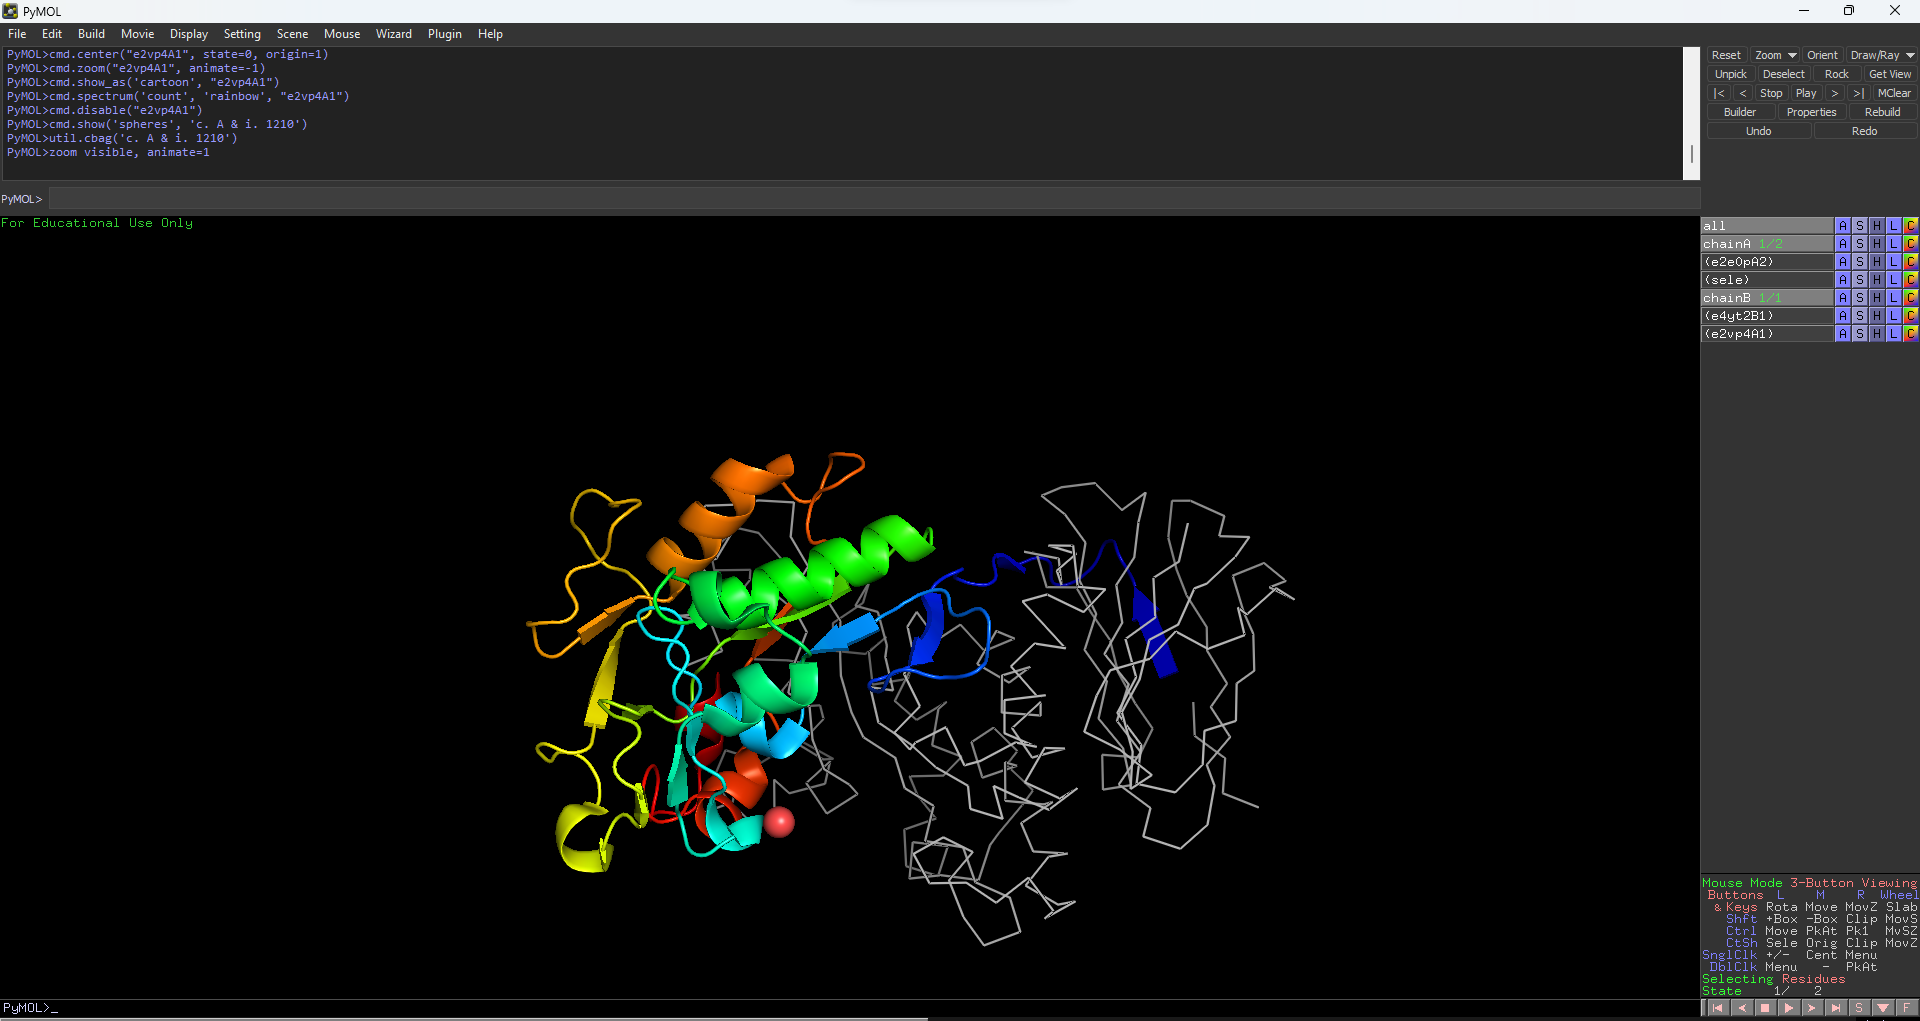 PyMOL
File Edit Build Movie Display Setting Scene Mouse Wizard Plugin Help
PyMOL>cmd.center("e2vp4A1", state=0, origin=1)
PyMOL>cmd.zoom("e2vp4A1", animate=-1)
PyMOL>cmd.show_as('cartoon', "e2vp4A1")
PyMOL>cmd.spectrum('count', 'rainbow', "e2vp4A1")
PyMOL>cmd.disable("e2vp4A1")
PyMOL>cmd.show('spheres', 'c. A & i. 1210')
PyMOL>util.cbag('c. A & i. 1210')
PyMOL>zoom visible, animate=1
PyMOL>
Reset Zoom Orient Draw/Ray
Unpick Deselect Rock Get View
|< < Stop Play > >| MClear
Builder Properties Rebuild
Undo Redo
For Educational Use Only
all A S H L C
chainA 1/2 A S H L C
(e2e0pA2) A S H L C
(sele) A S H L C
chainB 1/1 A S H L C
(e4yt2B1) A S H L C
(e2vp4A1) A S H L C
Mouse Mode 3-Button Viewing
Buttons L M R Wheel
& Keys Rota Move MovZ Slab
Shft +Box -Box Clip MovS
Ctrl Move PkAt Pk1 MvSZ
CtSh Sele Orig Clip MovZ
SnglClk +/- Cent Menu
DblClk Menu - PkAt
Selecting Residues
State 1/ 2
PyMOL>_
S F